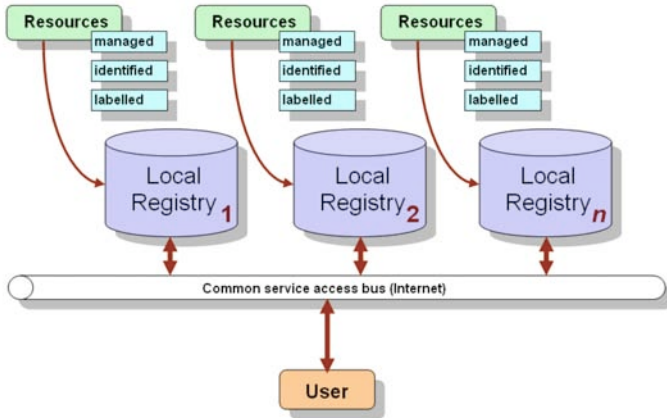 Resources
managed
identified
labelled
Local
Registry 1
Resources
managed
identified
labelled
Local
Registry 2
Resources
managed
identified
labelled
Local
Registry n
Common service access bus (Internet)
User